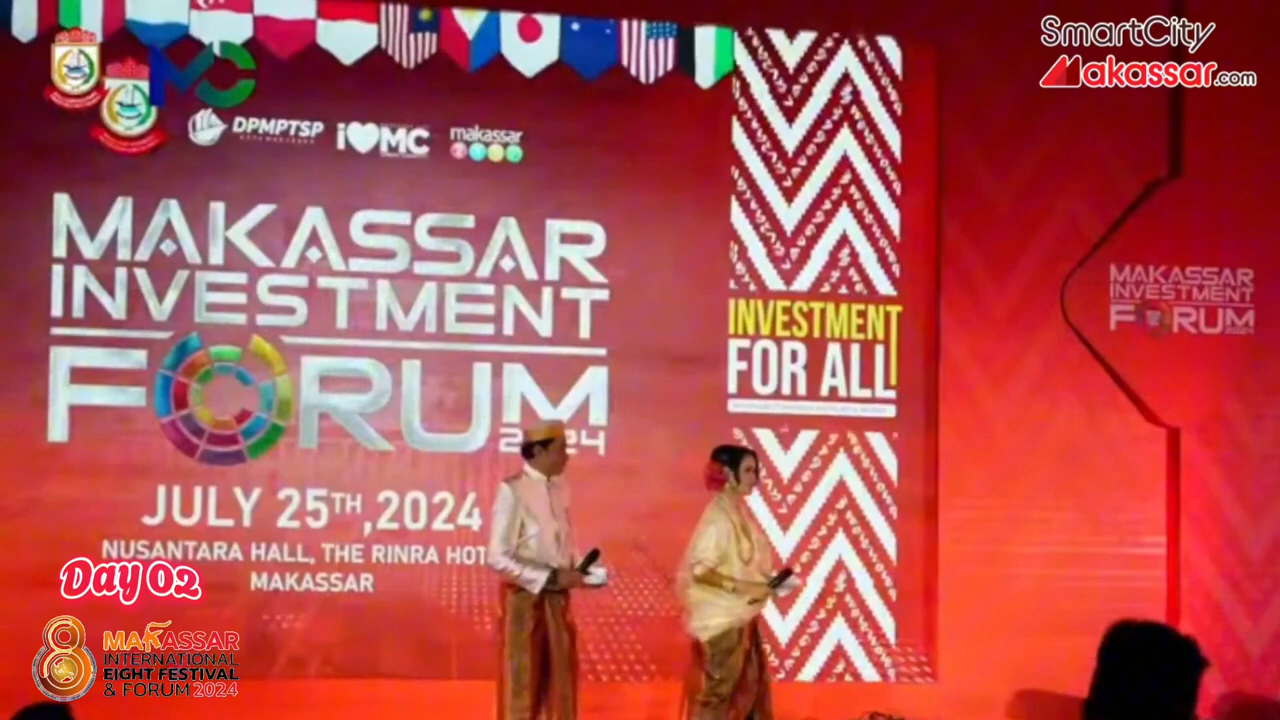 SmartCity
Makassar.com
DPMPTSP
i MC
makassar
MAKASSAR
INVESTMENT
FORUM
2024
INVESTMENT
FOR ALL
JULY 25TH,2024
NUSANTARA HALL, THE RINRA HOT
MAKASSAR
MAKASSAR
INVESTMENT
FORUM
Day 02
8 MAKASSAR
INTERNATIONAL
EIGHT FESTIVAL
& FORUM 2024